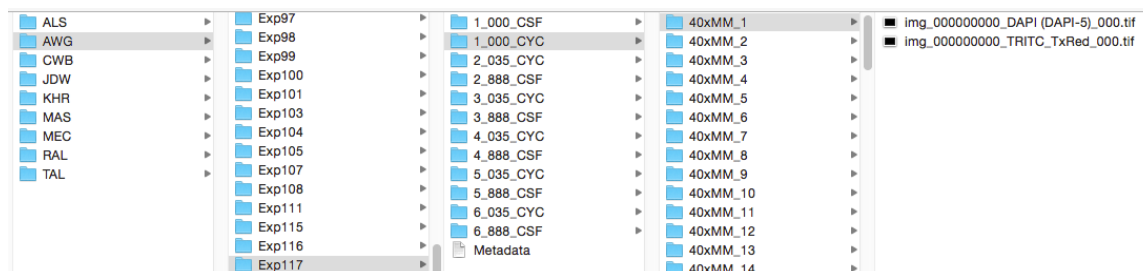 ALS
AWG
CWB
JDW
KHR
MAS
MEC
RAL
TAL
Exp97
Exp98
Exp99
Exp100
Exp101
Exp103
Exp104
Exp105
Exp107
Exp108
Exp111
Exp115
Exp116
Exp117
1_000_CSF
1_000_CYC
2_035_CYC
2_888_CSF
3_035_CYC
3_888_CSF
4_035_CYC
4_888_CSF
5_035_CYC
5_888_CSF
6_035_CYC
6_888_CSF
Metadata
40xMM_1
40xMM_2
40xMM_3
40xMM_4
40xMM_5
40xMM_6
40xMM_7
40xMM_8
40xMM_9
40xMM_10
40xMM_11
40xMM_12
40xMM_13
40xMM_14
img_000000000_DAPI (DAPI-5)_000.tif
img_000000000_TRITC_TxRed_000.tif